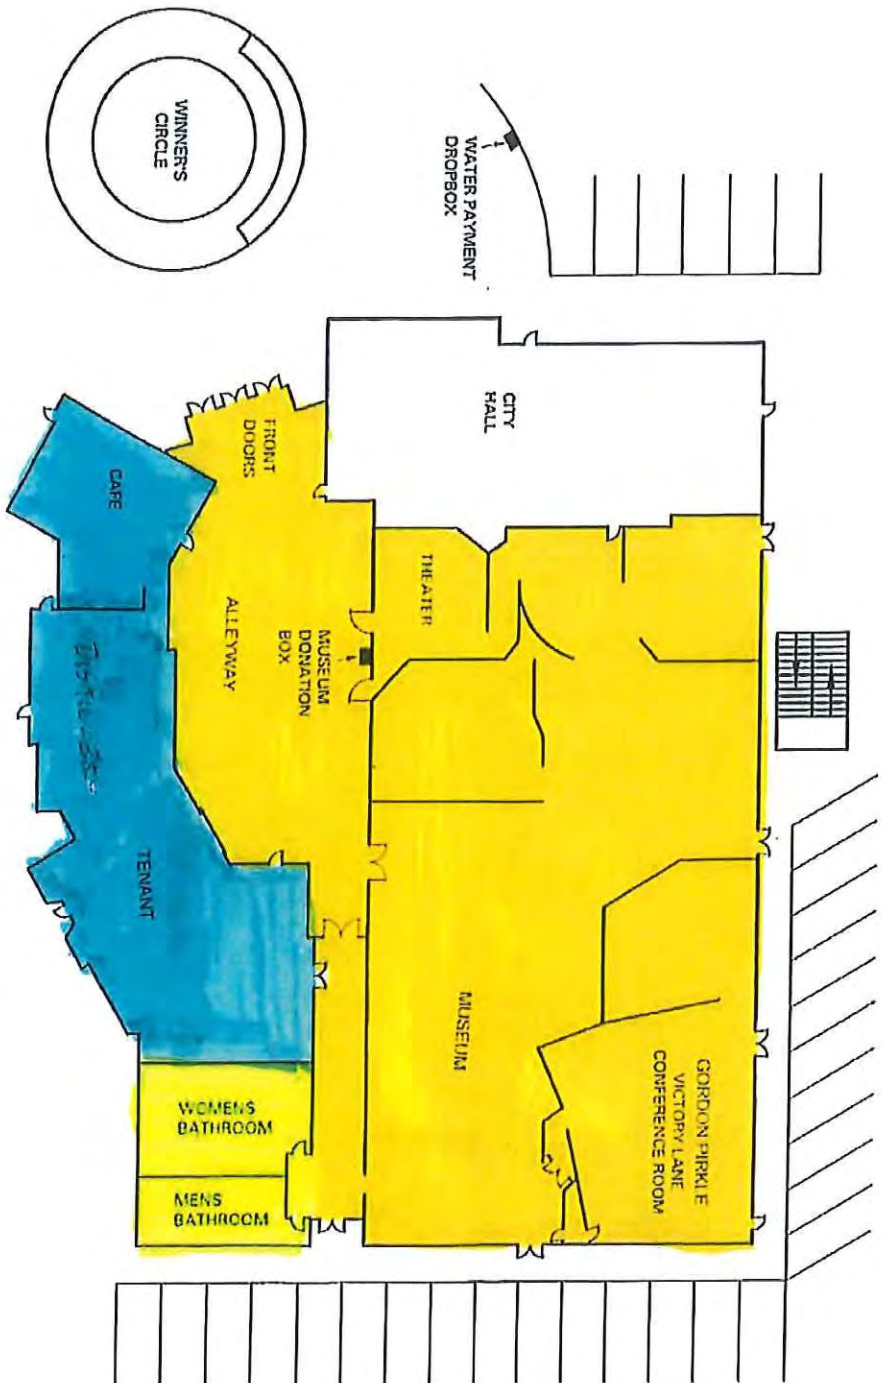 WINNER'S
CIRCLE
WATER PAYMENT
DROPBOX
CITY
HALL
FRONT
DOORS
CAFE
THEATER
ALLEYWAY
MUSEUM
DONATION
BOX
TENANT
MUSEUM
GORDON PIRKLE
VICTORY LANE
CONFERENCE ROOM
WOMENS
BATHROOM
MENS
BATHROOM